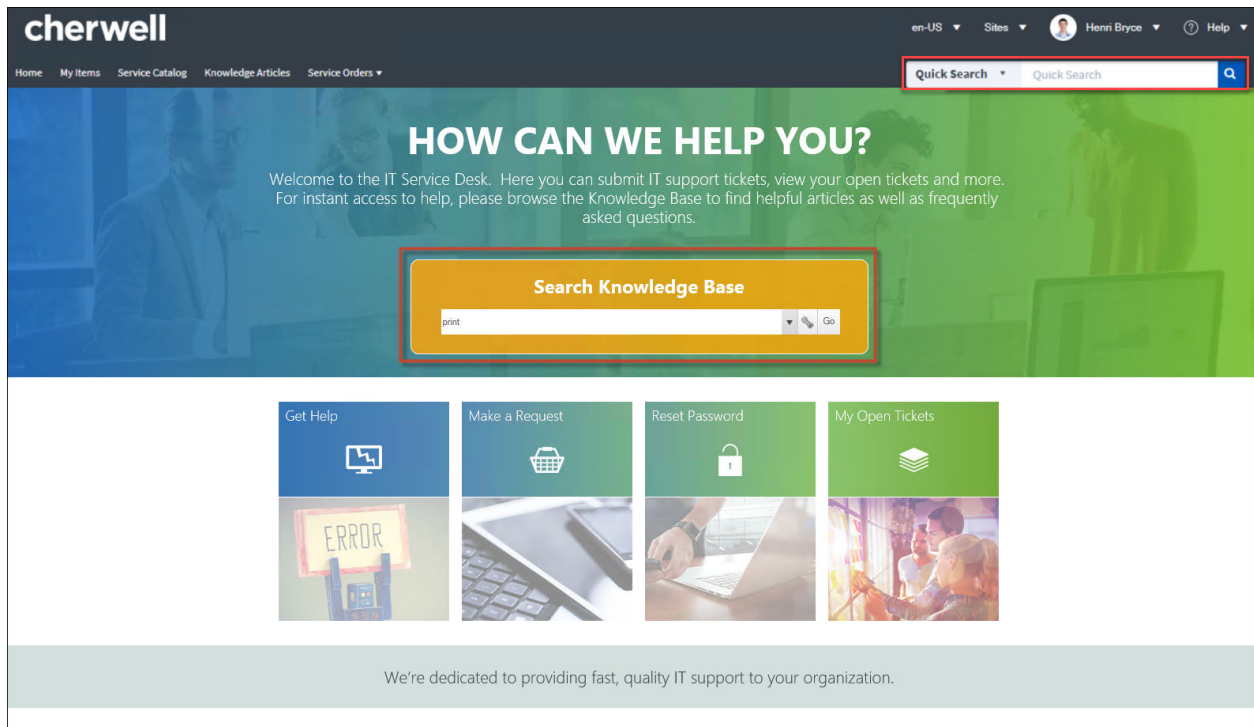 cherwell
en-US ▼ Sites ▼ Henri Bryce ▼ ? Help ▼
Home My Items Service Catalog Knowledge Articles Service Orders ▾
Quick Search ▾ Quick Search
HOW CAN WE HELP YOU?
Welcome to the IT Service Desk. Here you can submit IT support tickets, view your open tickets and more.
For instant access to help, please browse the Knowledge Base to find helpful articles as well as frequently
asked questions.
Search Knowledge Base
print ▼ Go
Get Help Make a Request Reset Password My Open Tickets
ERROR
We're dedicated to providing fast, quality IT support to your organization.